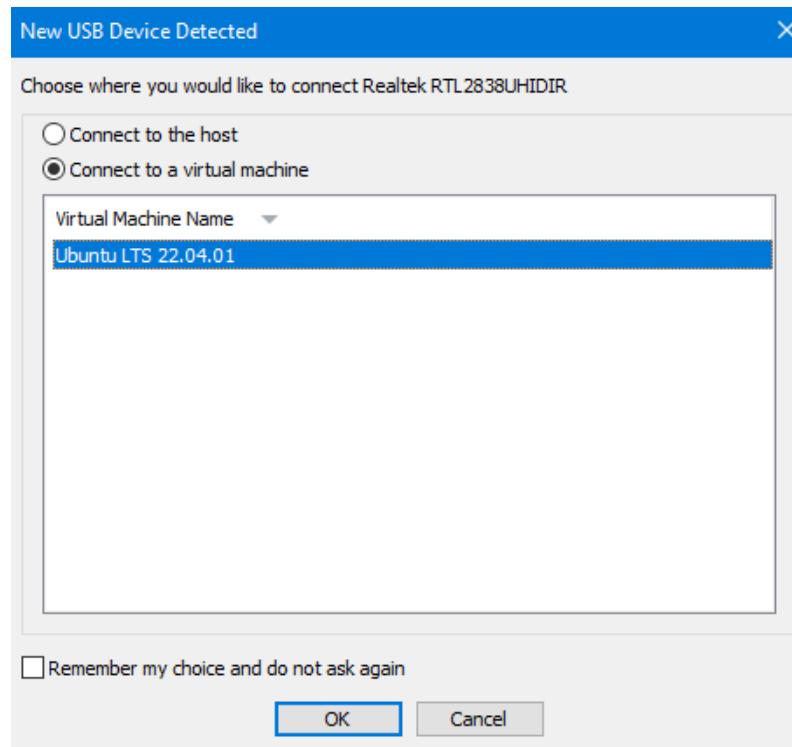 New USB Device Detected
Choose where you would like to connect Realtek RTL2838UHIDIR
Connect to the host
Connect to a virtual machine
Virtual Machine Name
Ubuntu LTS 22.04.01
Remember my choice and do not ask again
OK Cancel